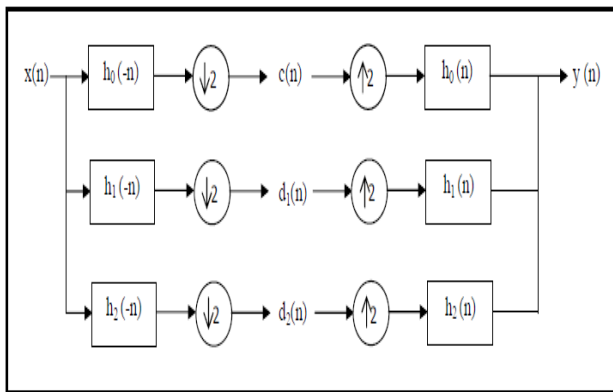 x(n) h₀(-n) ↓2 c(n) ↑2 h₀(n) y (n)
h₁(-n) ↓2 d₁(n) ↑2 h₁(n)
h₂(-n) ↓2 d₂(n) ↑2 h₂(n)